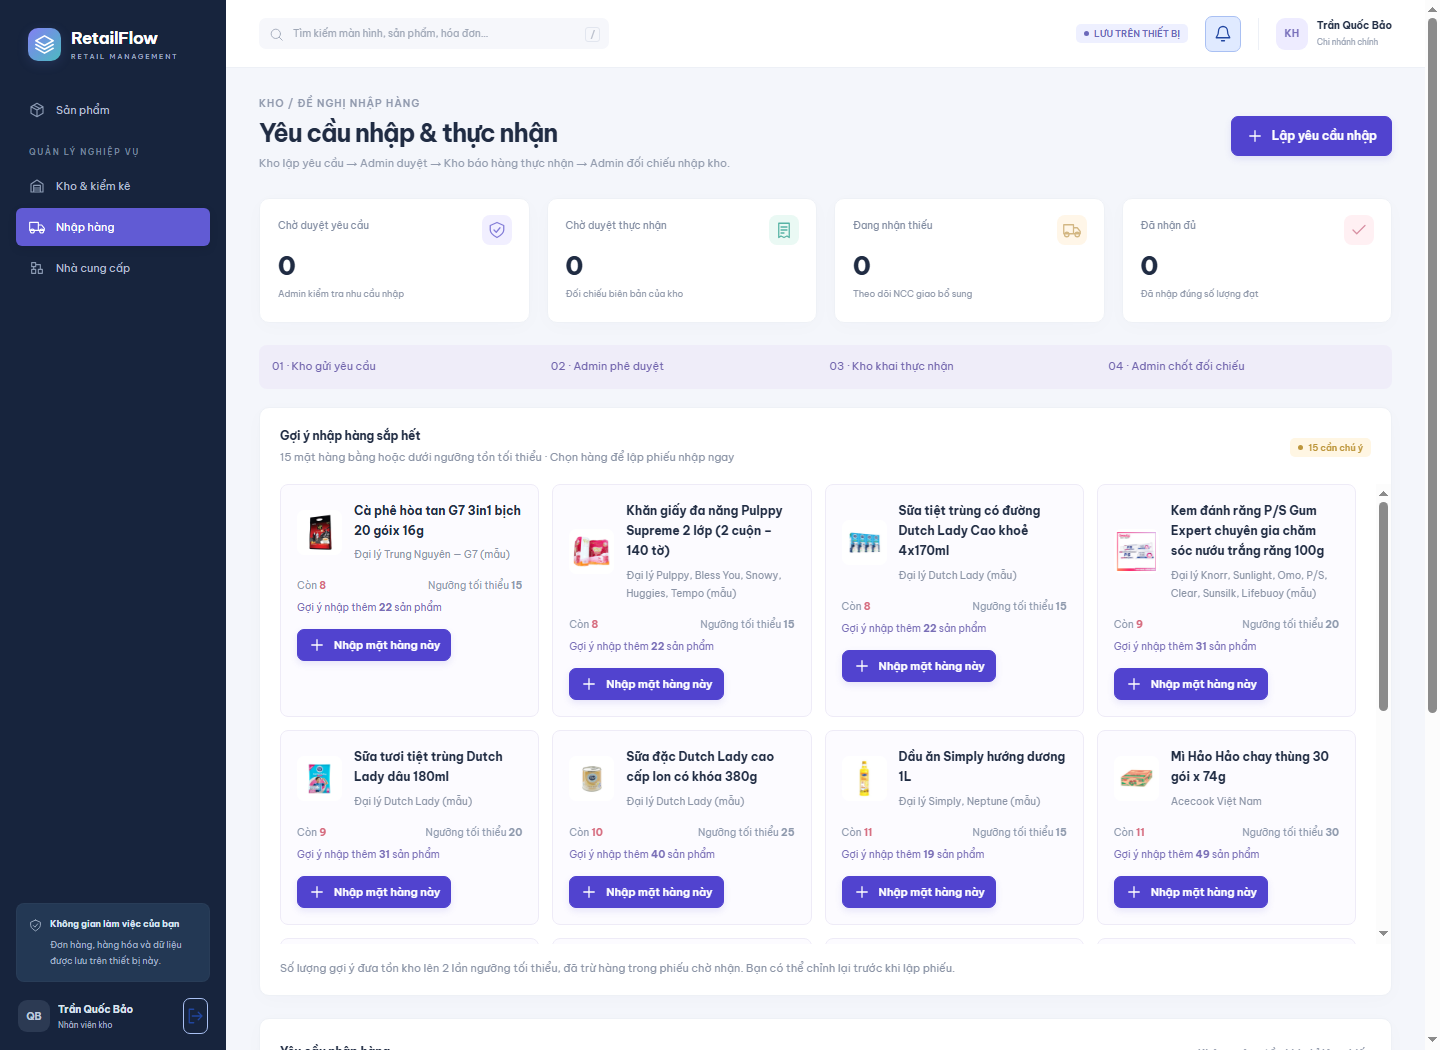 RetailFlow
RETAIL MANAGEMENT
Sản phẩm
QUẢN LÝ NGHIỆP VỤ
Kho & kiểm kê
Nhập hàng
Nhà cung cấp
Không gian làm việc của bạn
Đơn hàng, hàng hóa và dữ liệu
được lưu trên thiết bị này.
QB
Trần Quốc Bảo
Nhân viên kho
Tìm kiếm màn hình, sản phẩm, hóa đơn...
/
LƯU TRÊN THIẾT BỊ
KH
Trần Quốc Bảo
Chi nhánh chính
KHO / ĐỀ NGHỊ NHẬP HÀNG
Yêu cầu nhập & thực nhận
Kho lập yêu cầu → Admin duyệt → Kho báo hàng thực nhận → Admin đối chiếu nhập kho.
Lập yêu cầu nhập
Chờ duyệt yêu cầu
0
Admin kiểm tra nhu cầu nhập
Chờ duyệt thực nhận
0
Đối chiếu biên bản của kho
Đang nhận thiếu
0
Theo dõi NCC giao bổ sung
Đã nhận đủ
0
Đã nhập đúng số lượng đạt
01 · Kho gửi yêu cầu
02 · Admin phê duyệt
03 · Kho khai thực nhận
04 · Admin chốt đối chiếu
Gợi ý nhập hàng sắp hết
15 mặt hàng bằng hoặc dưới ngưỡng tồn tối thiểu · Chọn hàng để lập phiếu nhập ngay
15 cần chú ý
Cà phê hòa tan G7 3in1 bịch
20 góix 16g
Đại lý Trung Nguyên — G7 (mẫu)
Còn 8
Ngưỡng tối thiểu 15
Gợi ý nhập thêm 22 sản phẩm
Nhập mặt hàng này
Khăn giấy đa năng Pulppy
Supreme 2 lớp (2 cuộn –
140 tờ)
Đại lý Pulppy, Bless You, Snowy,
Huggies, Tempo (mẫu)
Còn 8
Ngưỡng tối thiểu 15
Gợi ý nhập thêm 22 sản phẩm
Nhập mặt hàng này
Sữa tiệt trùng có đường
Dutch Lady Cao khoẻ
4x170ml
Đại lý Dutch Lady (mẫu)
Còn 8
Ngưỡng tối thiểu 15
Gợi ý nhập thêm 22 sản phẩm
Nhập mặt hàng này
Kem đánh răng P/S Gum
Expert chuyên gia chăm
sóc nướu trắng răng 100g
Đại lý Knorr, Sunlight, Omo, P/S,
Clear, Sunsilk, Lifebuoy (mẫu)
Còn 9
Ngưỡng tối thiểu 20
Gợi ý nhập thêm 31 sản phẩm
Nhập mặt hàng này
Sữa tươi tiệt trùng Dutch
Lady dâu 180ml
Đại lý Dutch Lady (mẫu)
Còn 9
Ngưỡng tối thiểu 20
Gợi ý nhập thêm 31 sản phẩm
Nhập mặt hàng này
Sữa đặc Dutch Lady cao
cấp lon có khóa 380g
Đại lý Dutch Lady (mẫu)
Còn 10
Ngưỡng tối thiểu 25
Gợi ý nhập thêm 40 sản phẩm
Nhập mặt hàng này
Dầu ăn Simply hướng dương
1L
Đại lý Simply, Neptune (mẫu)
Còn 11
Ngưỡng tối thiểu 15
Gợi ý nhập thêm 19 sản phẩm
Nhập mặt hàng này
Mì Hảo Hảo chay thùng 30
gói x 74g
Acecook Việt Nam
Còn 11
Ngưỡng tối thiểu 30
Gợi ý nhập thêm 49 sản phẩm
Nhập mặt hàng này
Số lượng gợi ý đưa tồn kho lên 2 lần ngưỡng tối thiểu, đã trừ hàng trong phiếu chờ nhận. Bạn có thể chỉnh lại trước khi lập phiếu.